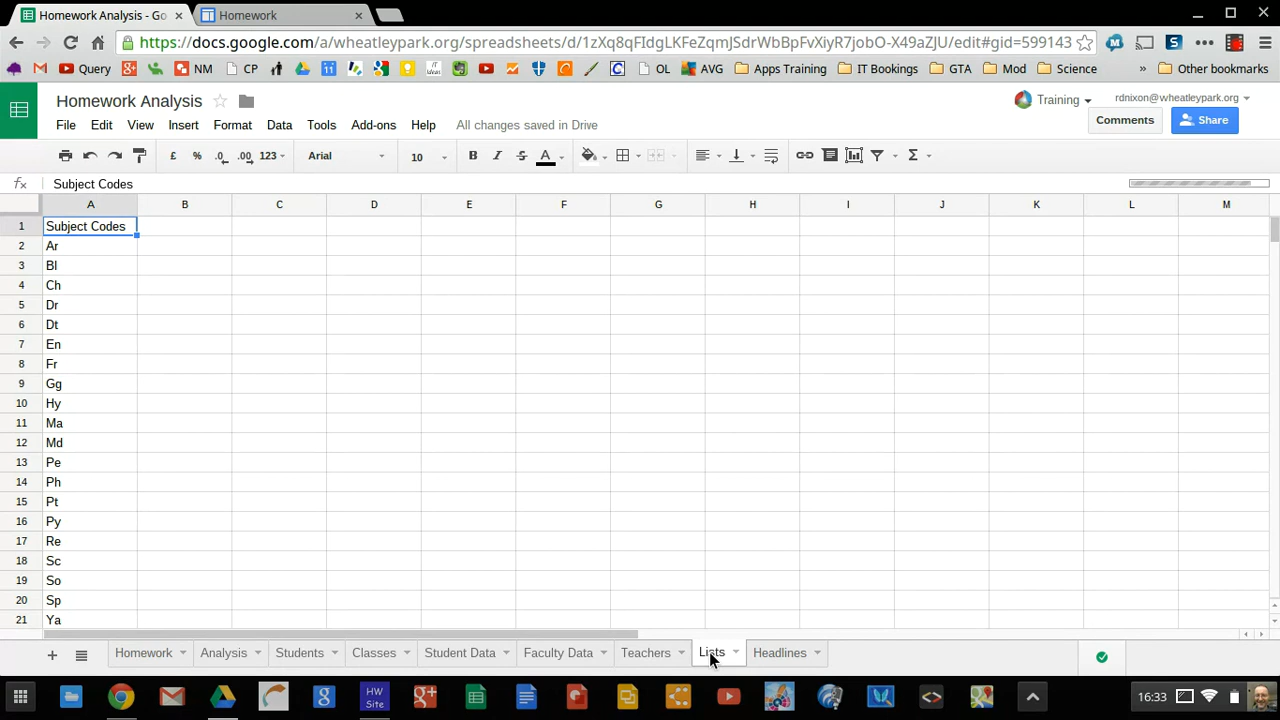 Homework Analysis - Go
Homework
https://docs.google.com/a/wheatleypark.org/spreadsheets/d/1zXq8qFIdgLKFeZqmJSdrWbBpFvXiyR7jobO-X49aZJU/edit#gid=599143
Query NM CP 11 IT Ideas OL AVG Apps Training IT Bookings GTA Mod Science » Other bookmarks
Homework Analysis
Training
rdnixon@wheatleypark.org
File Edit View Insert Format Data Tools Add-ons Help All changes saved in Drive
Comments Share
£ % .0 .00 123 Arial 10 B I S A Σ
fx Subject Codes
A B C D E F G H I J K L M
1 Subject Codes
2 Ar
3 Bl
4 Ch
5 Dr
6 Dt
7 En
8 Fr
9 Gg
10 Hy
11 Ma
12 Md
13 Pe
14 Ph
15 Pt
16 Py
17 Re
18 Sc
19 So
20 Sp
21 Ya
Homework Analysis Students Classes Student Data Faculty Data Teachers Lists Headlines
HW Site
16:33